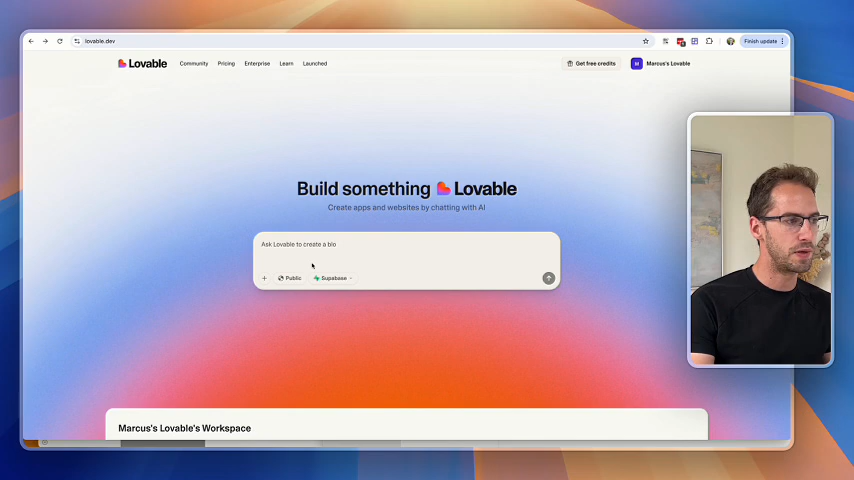 lovable.dev
Finish update
Lovable
Community
Pricing
Enterprise
Learn
Launched
Get free credits
M
Marcus's Lovable
Build something Lovable
Create apps and websites by chatting with AI
Ask Lovable to create a blo
Public
Supabase
Marcus's Lovable's Workspace